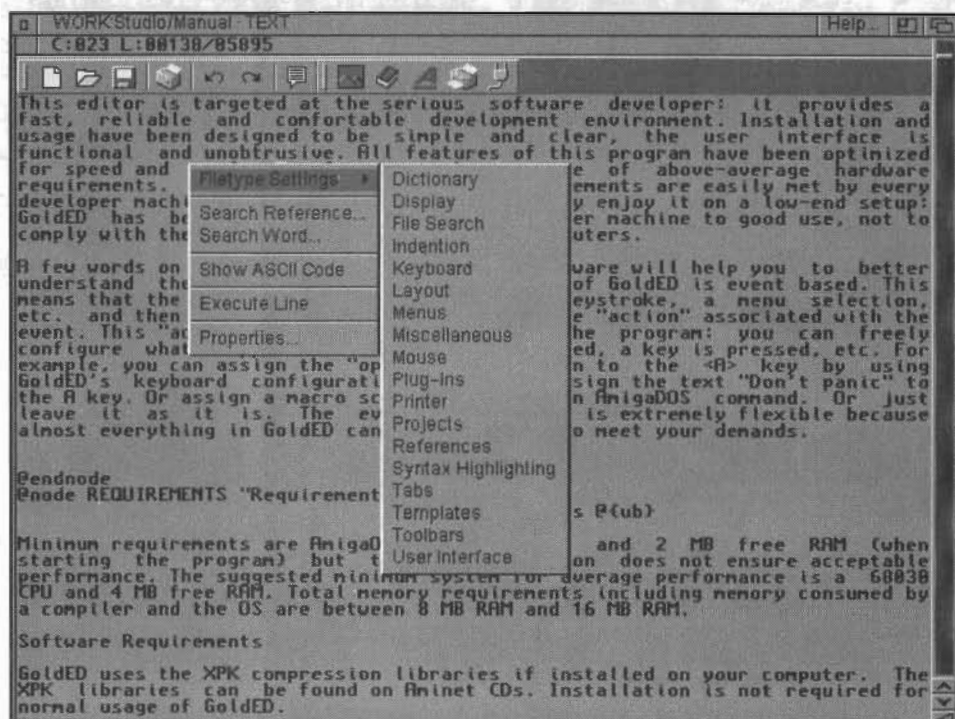 WORK:Studio/Manual - TEXT Help...
C:023 L:00138/05895
This editor is targeted at the serious software developer: it provides a
fast, reliable and comfortable development environment. Installation and
usage have been designed to be simple and clear, the user interface is
functional and unobtrusive. All features of this program have been optimized
for speed and e of above-average hardware
requirements. ements are easily met by every
developer machi y enjoy it on a low-end setup:
GoldED has be er machine to good use, not to
comply with the uters.
Filetype Settings
Search Reference...
Search Word...
Show ASCII Code
Execute Line
Properties...
Dictionary
Display
File Search
Indention
Keyboard
Layout
Menus
Miscellaneous
Mouse
Plug-Ins
Printer
Projects
References
Syntax Highlighting
Tabs
Templates
Toolbars
User Interface
A few words on ware will help you to better
understand the of GoldED is event based. This
means that the eystroke, a menu selection,
etc. and then e "action" associated with the
event. This "ac he program: you can freely
configure what ed, a key is pressed, etc. For
example, you can assign the "op n to the <A> key by using
GoldED's keyboard configurati sign the text "Don't panic" to
the A key. Or assign a macro sc n AmigaDOS command. Or just
leave it as it is. The ev is extremely flexible because
almost everything in GoldED can o meet your demands.
@endnode
@node REQUIREMENTS "Requirement s @{ub}
Minimum requirements are AmigaO and 2 MB free RAM (when
starting the program) but t on does not ensure acceptable
performance. The suggested minimum system for average performance is a 68030
CPU and 4 MB free RAM. Total memory requirements including memory consumed by
a compiler and the OS are between 8 MB RAM and 16 MB RAM.
Software Requirements
GoldED uses the XPK compression libraries if installed on your computer. The
XPK libraries can be found on Aminet CDs. Installation is not required for
normal usage of GoldED.